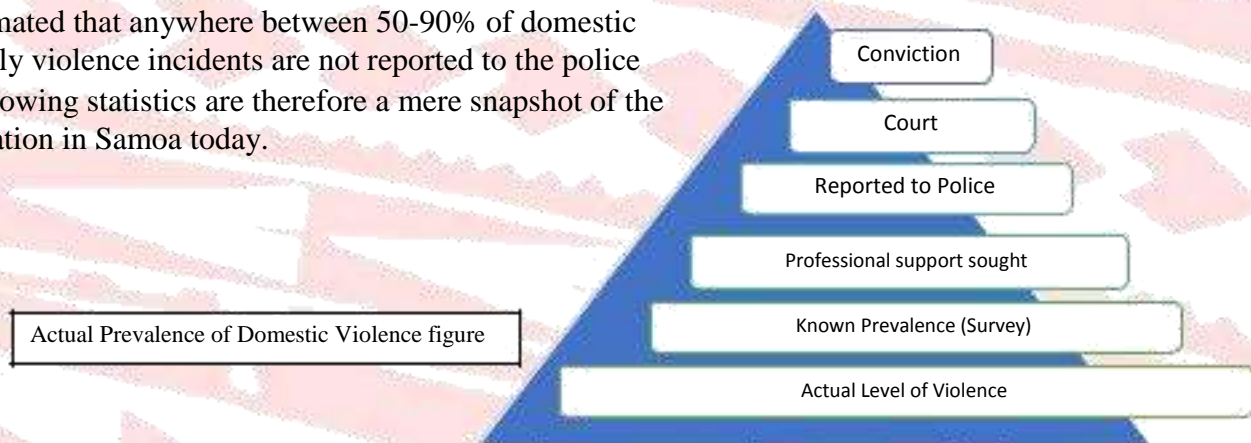 mated that anywhere between 50-90% of domestic
ly violence incidents are not reported to the police
owing statistics are therefore a mere snapshot of the
ation in Samoa today.
Conviction
Court
Reported to Police
Professional support sought
Known Prevalence (Survey)
Actual Level of Violence
Actual Prevalence of Domestic Violence figure